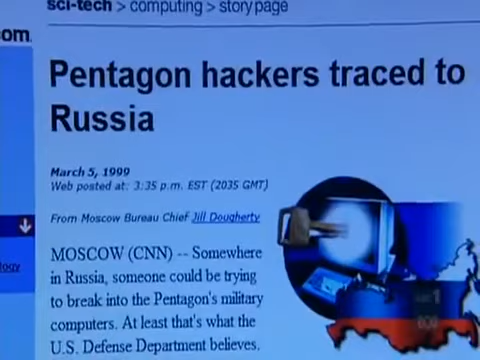 sci-tech > computing > story page
com.
Pentagon hackers traced to
Russia
March 5, 1999
Web posted at: 3:35 p.m. EST (2035 GMT)
From Moscow Bureau Chief Jill Dougherty
MOSCOW (CNN) -- Somewhere
in Russia, someone could be trying
to break into the Pentagon's military
computers. At least that's what the
U.S. Defense Department believes.